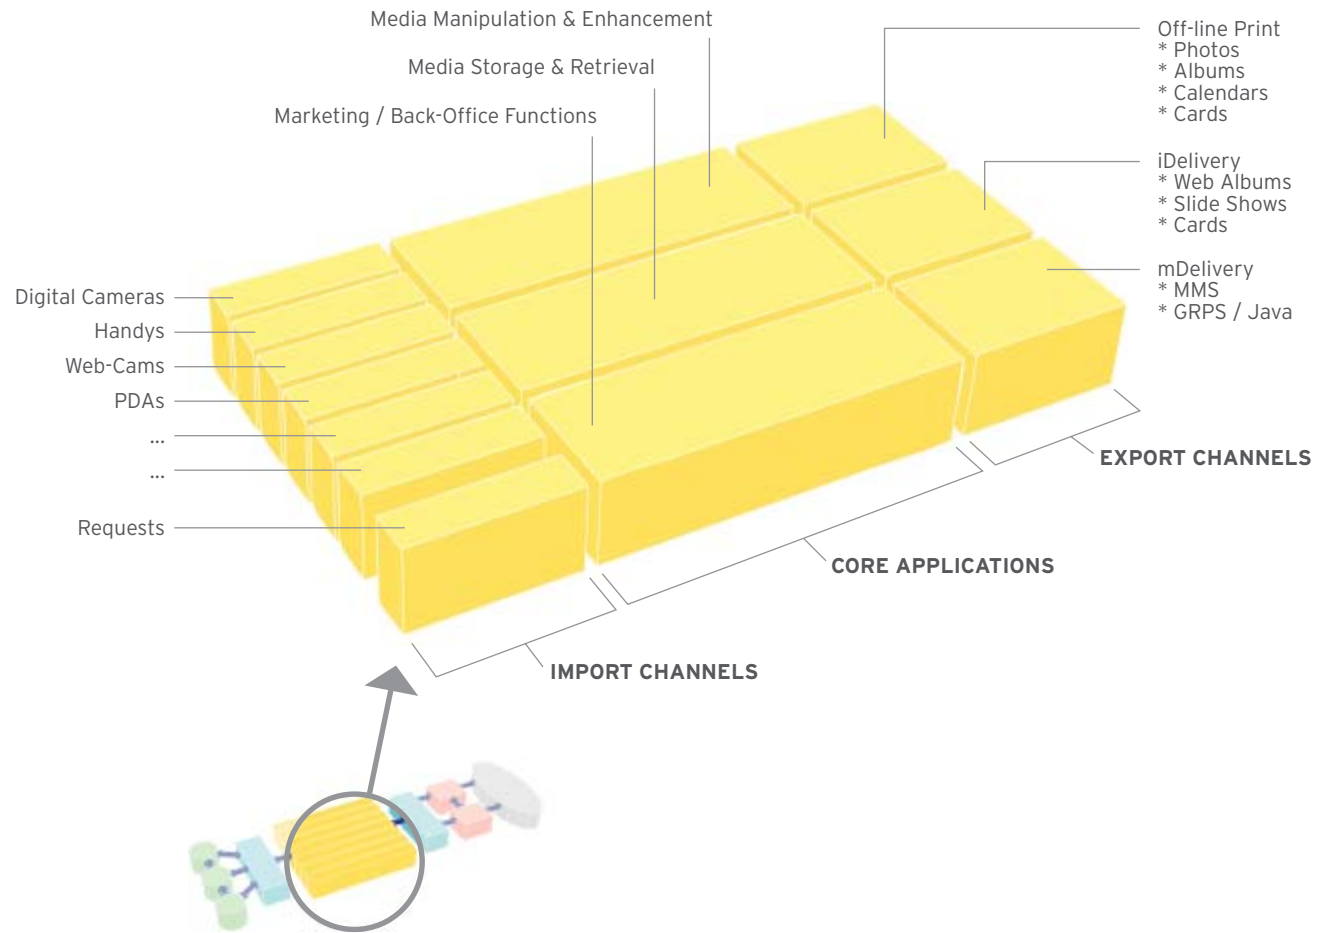 Media Manipulation & Enhancement
Media Storage & Retrieval
Marketing / Back-Office Functions
Off-line Print
* Photos
* Albums
* Calendars
* Cards
iDelivery
* Web Albums
* Slide Shows
* Cards
mDelivery
* MMS
* GRPS / Java
Digital Cameras
Handys
Web-Cams
PDAs
...
...
Requests
EXPORT CHANNELS
CORE APPLICATIONS
IMPORT CHANNELS